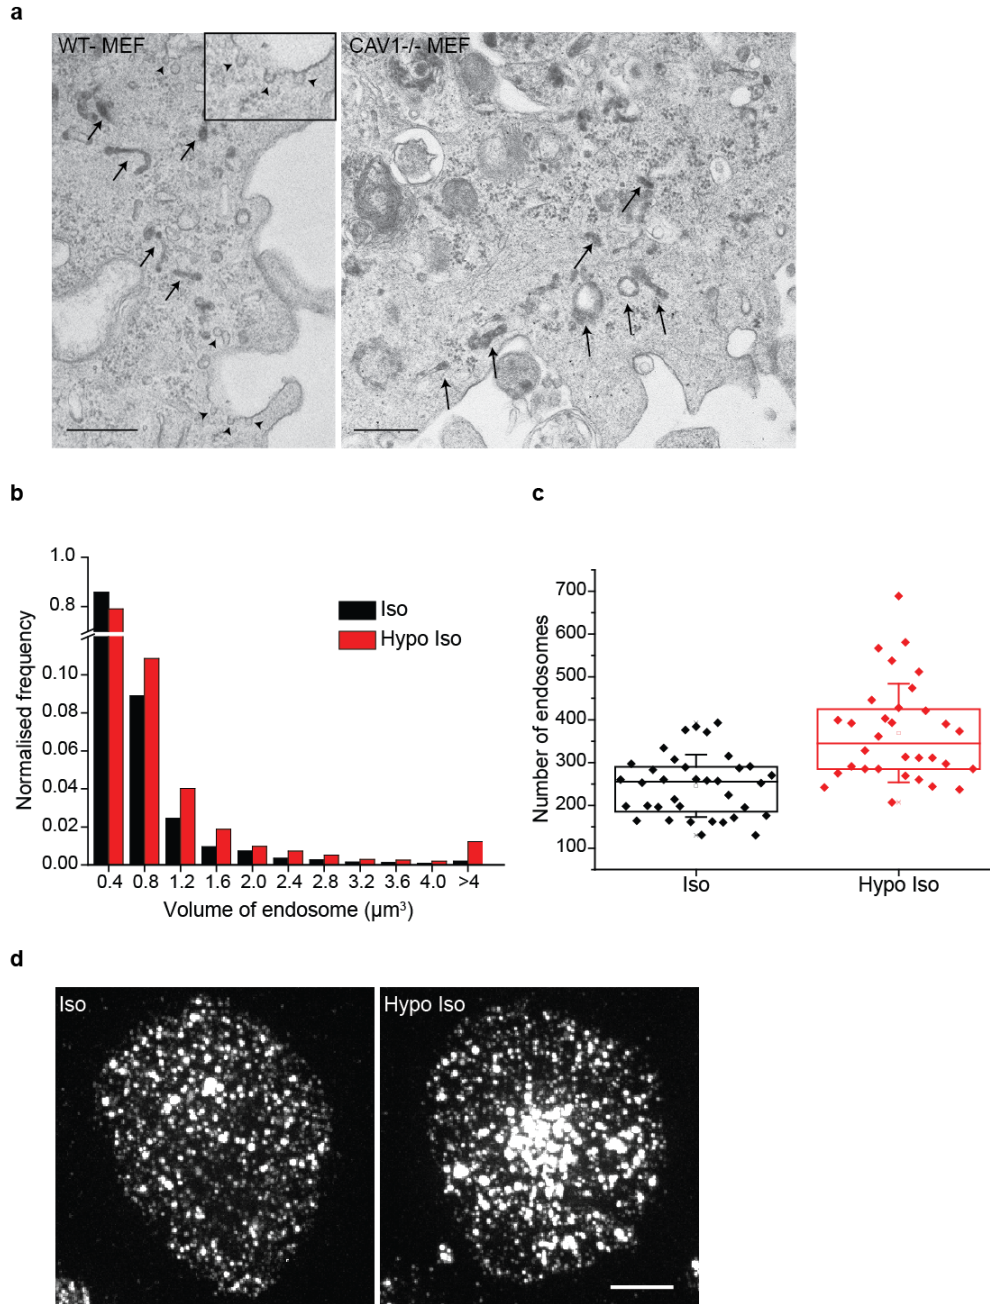 a
WT- MEF
CAV1-/- MEF
b
c
Normalised frequency
1.0
0.8
0.10
0.08
0.06
0.04
0.02
0.00
Iso
Hypo Iso
0.4 0.8 1.2 1.6 2.0 2.4 2.8 3.2 3.6 4.0 >4
Volume of endosome (µm³)
Number of endosomes
700
600
500
400
300
200
100
Iso Hypo Iso
d
Iso
Hypo Iso